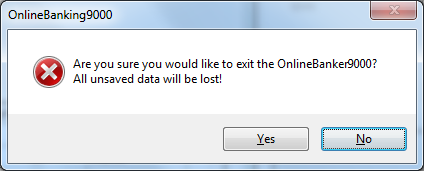 OnlineBanking9000
Are you sure you would like to exit the OnlineBanker9000?
All unsaved data will be lost!
Yes
No